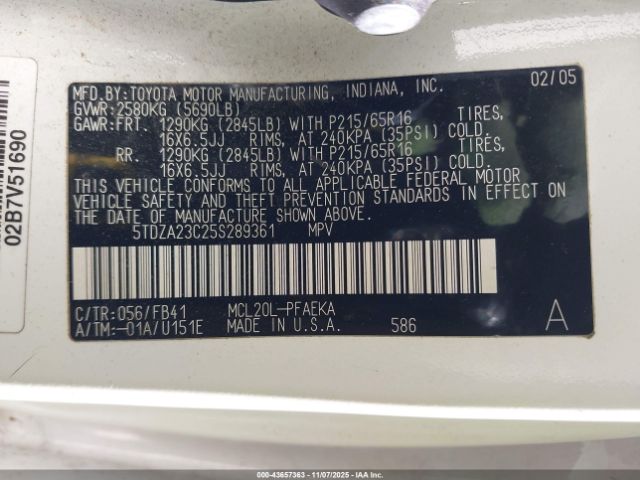 MFD.BY:TOYOTA MOTOR MANUFACTURING, INDIANA, INC. 02/05
GVWR:2580KG (5690LB)
GAWR:FRT. 1290KG (2845LB) WITH P215/65R16 TIRES,
16X6.5JJ RIMS, AT 240KPA (35PSI) COLD.
RR. 1290KG (2845LB) WITH P215/65R16 TIRES,
16X6.5JJ RIMS, AT 240KPA (35PSI) COLD.
THIS VEHICLE CONFORMS TO ALL APPLICABLE FEDERAL MOTOR
VEHICLE SAFETY AND THEFT PREVENTION STANDARDS IN EFFECT ON
THE DATE OF MANUFACTURE SHOWN ABOVE.
5TDZA23C25S289361 MPV
C/TR:056/FB41 MCL20L-PFAEKA
A/TM:-01A/U151E MADE IN U.S.A. 586 A
02B7V51690
OWNER: 43657363 - 11/07/2025 - IAA Inc.